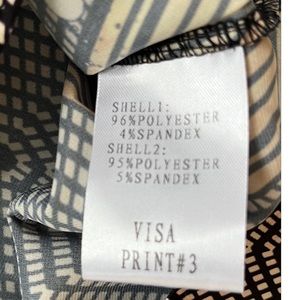 SHELL1:
96%POLYESTER
4%SPANDEX
SHELL2:
95%POLYESTER
5%SPANDEX
VISA
PRINT#3